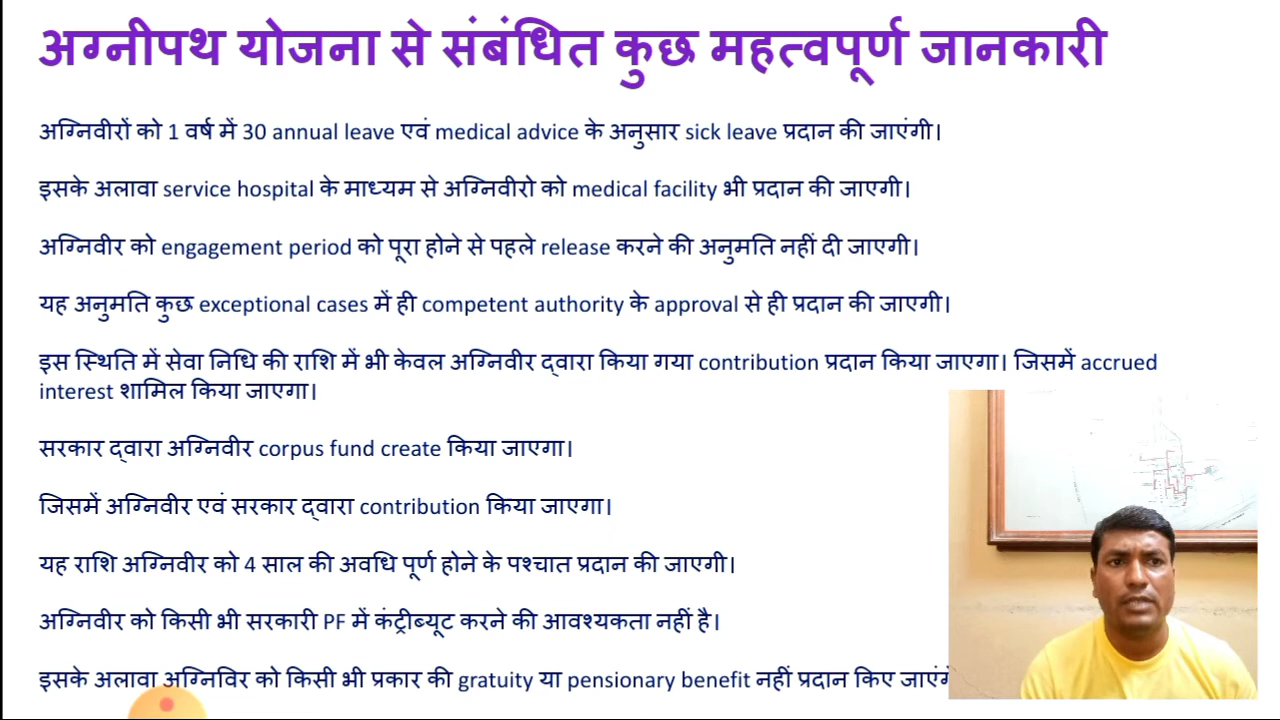 अग्नीपथ योजना से संबंधित कुछ महत्वपूर्ण जानकारी
अग्निवीरों को 1 वर्ष में 30 annual leave एवं medical advice के अनुसार sick leave प्रदान की जाएंगी।
इसके अलावा service hospital के माध्यम से अग्निवीरो को medical facility भी प्रदान की जाएगी।
अग्निवीर को engagement period को पूरा होने से पहले release करने की अनुमति नहीं दी जाएगी।
यह अनुमति कुछ exceptional cases में ही competent authority के approval से ही प्रदान की जाएगी।
इस स्थिति में सेवा निधि की राशि में भी केवल अग्निवीर द्वारा किया गया contribution प्रदान किया जाएगा। जिसमें accrued
interest शामिल किया जाएगा।
सरकार द्वारा अग्निवीर corpus fund create किया जाएगा।
जिसमें अग्निवीर एवं सरकार द्वारा contribution किया जाएगा।
यह राशि अग्निवीर को 4 साल की अवधि पूर्ण होने के पश्चात प्रदान की जाएगी।
अग्निवीर को किसी भी सरकारी PF में कंट्रीब्यूट करने की आवश्यकता नहीं है।
इसके अलावा अग्निविर को किसी भी प्रकार की gratuity या pensionary benefit नहीं प्रदान किए